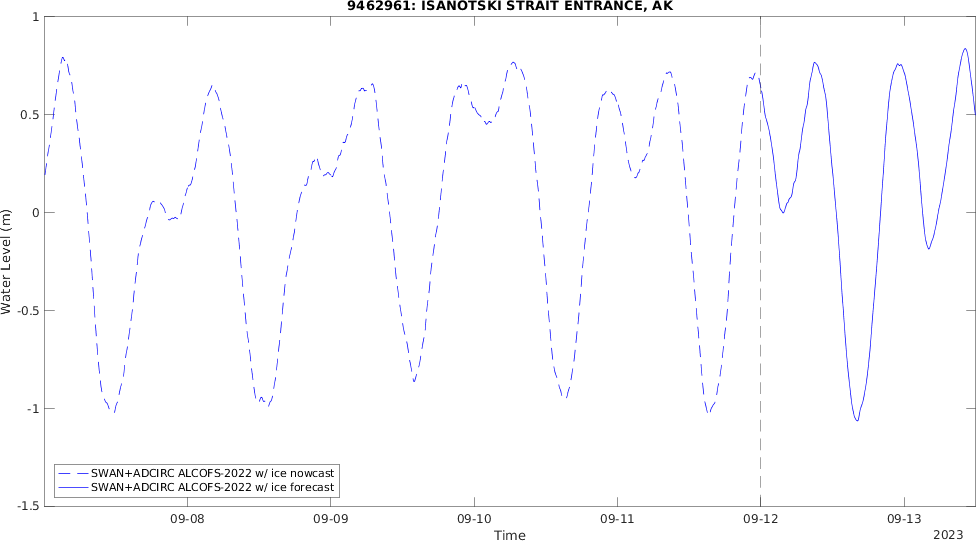 9462961: ISANOTSKI STRAIT ENTRANCE, AK
1
0.5
0
-0.5
-1
-1.5
Water Level (m)
SWAN+ADCIRC ALCOFS-2022 w/ ice nowcast
SWAN+ADCIRC ALCOFS-2022 w/ ice forecast
09-08 09-09 09-10 09-11 09-12 09-13
Time
2023